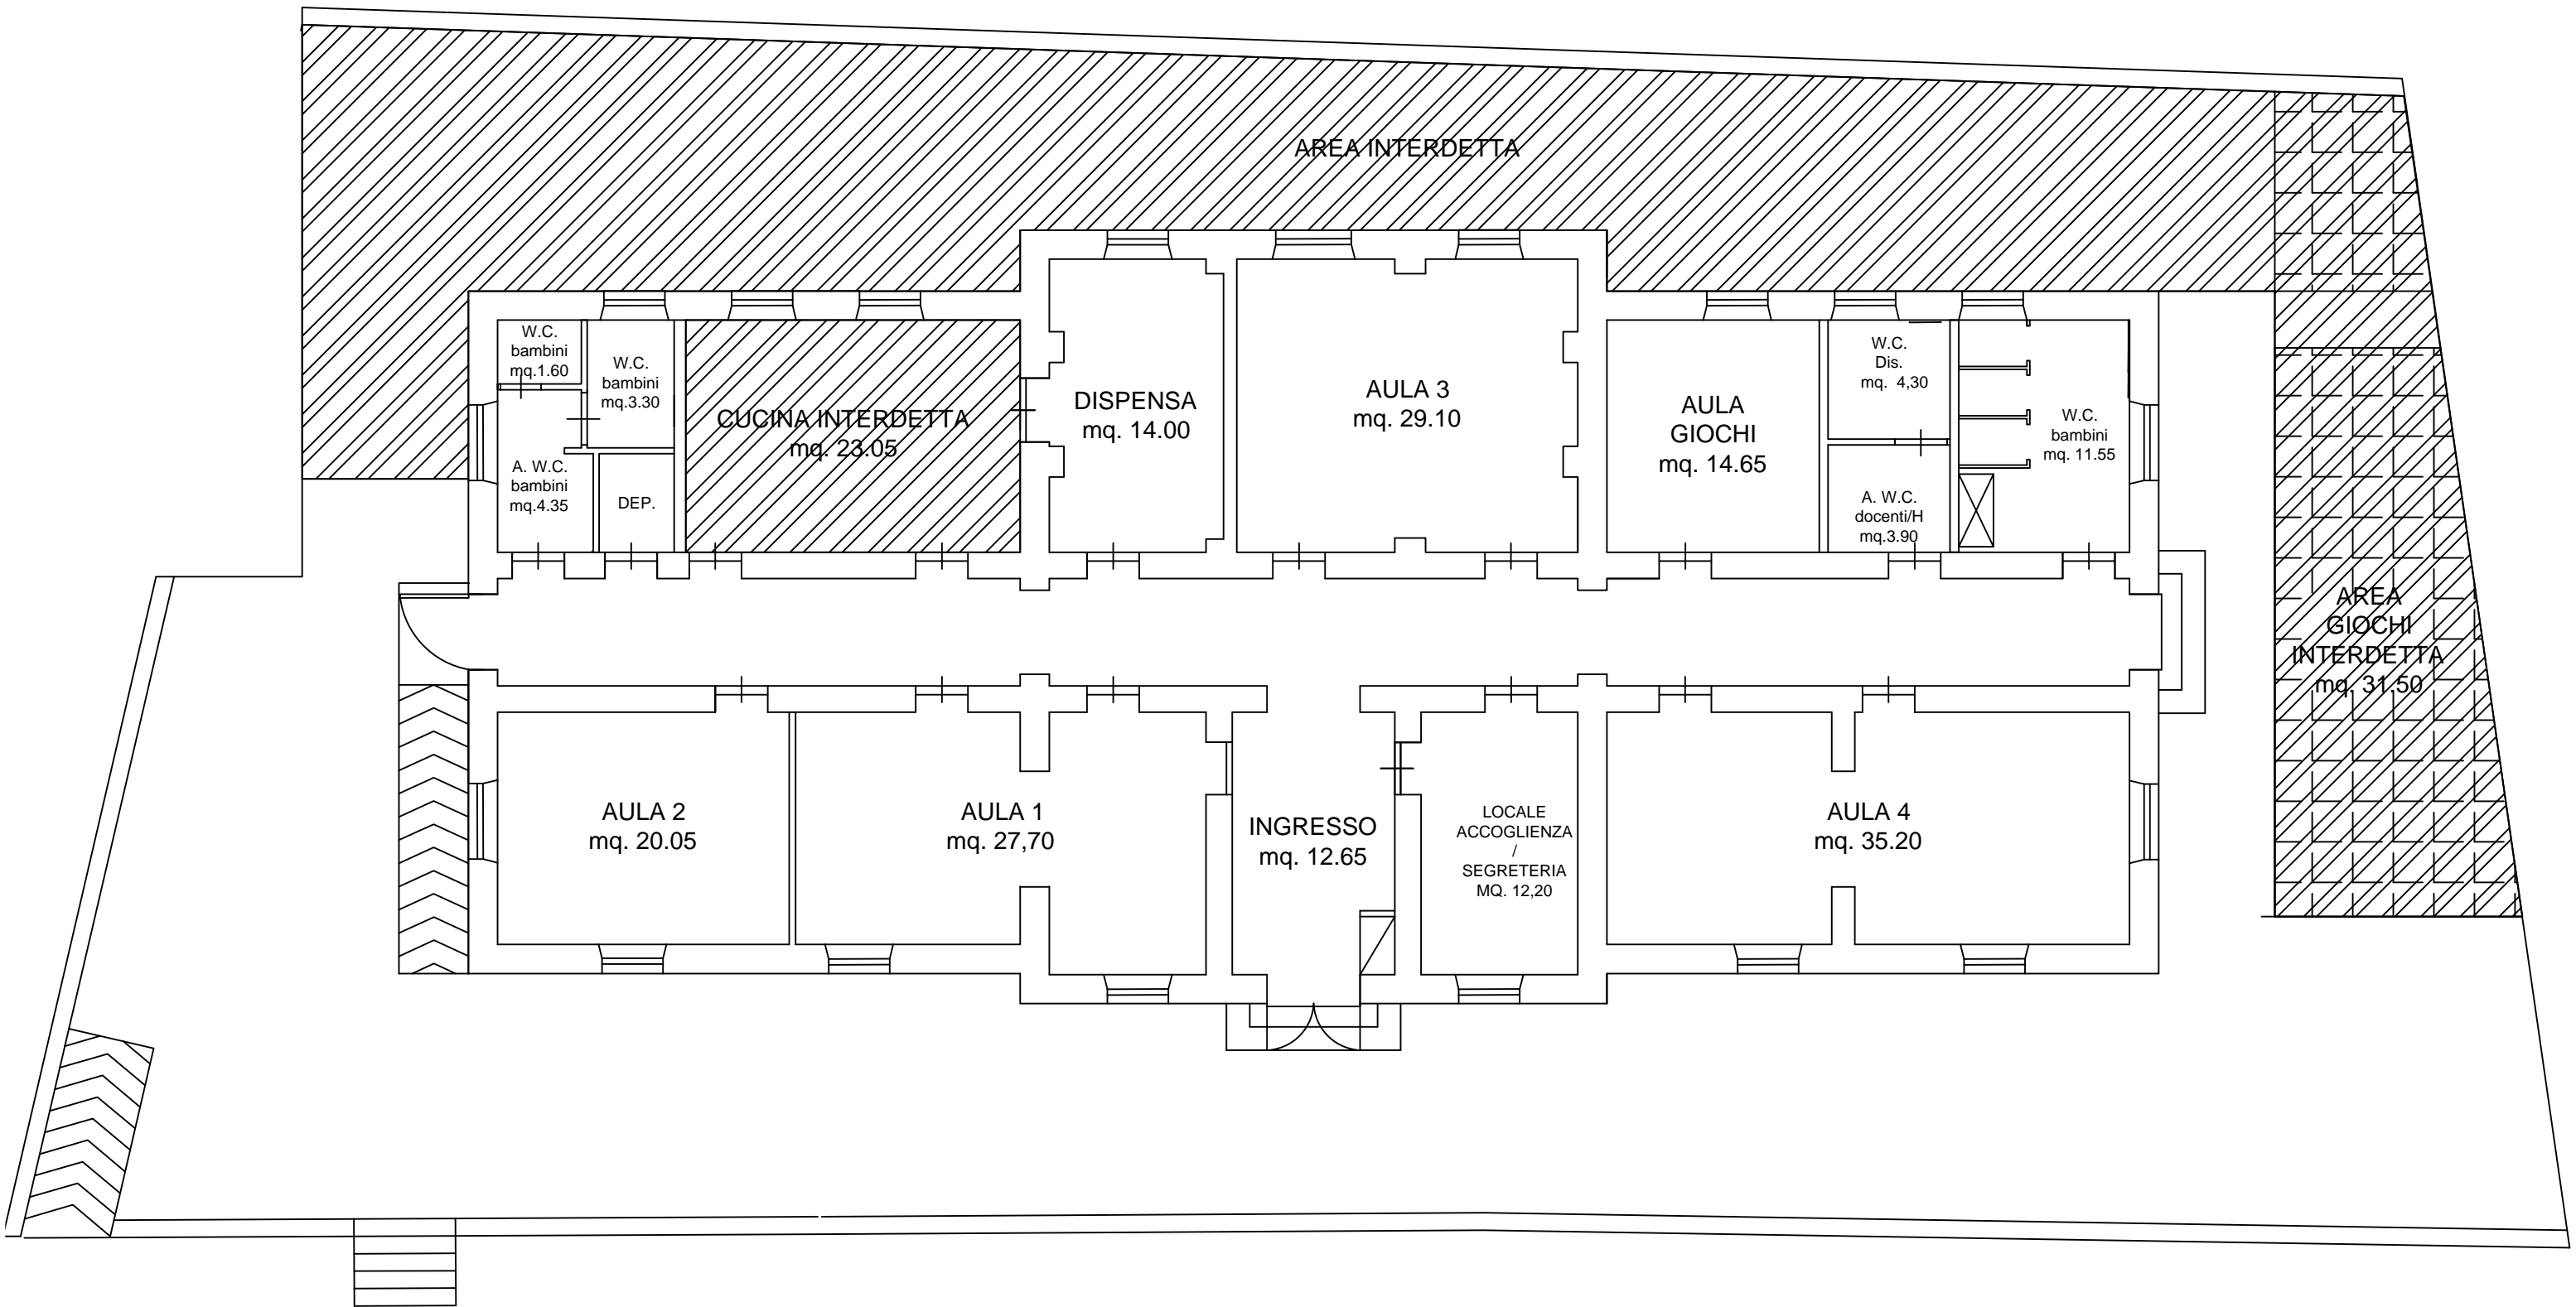 AREA INTERDETTA
W.C.
bambini
mq.1.60
W.C.
bambini
mq.3.30
A. W.C.
bambini
mq.4.35
DEP.
CUCINA INTERDETTA
mq. 23.05
DISPENSA
mq. 14.00
AULA 3
mq. 29.10
AULA
GIOCHI
mq. 14.65
W.C.
Dis.
mq. 4,30
A. W.C.
docenti/H
mq.3.90
W.C.
bambini
mq. 11.55
AREA
GIOCHI
INTERDETTA
mq. 31.50
AULA 2
mq. 20.05
AULA 1
mq. 27,70
INGRESSO
mq. 12.65
LOCALE
ACCOGLIENZA
/
SEGRETERIA
MQ. 12,20
AULA 4
mq. 35.20